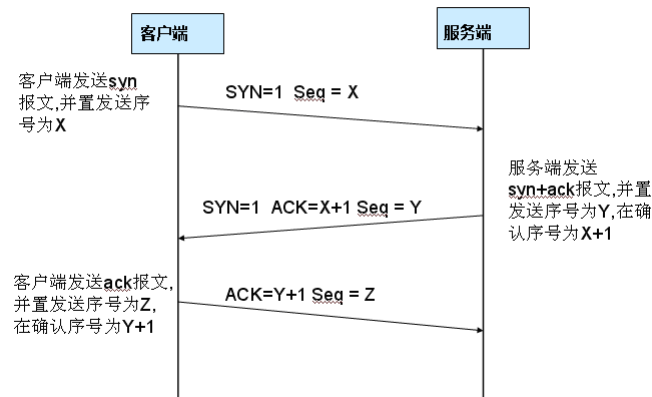 客户端
服务端
客户端发送syn
报文,并置发送序
号为X
SYN=1 Seq = X
服务端发送
syn+ack报文,并置
发送序号为Y,在确
认序号为X+1
SYN=1 ACK=X+1 Seq = Y
客户端发送ack报文,
并置发送序号为Z,
在确认序号为Y+1
ACK=Y+1 Seq = Z